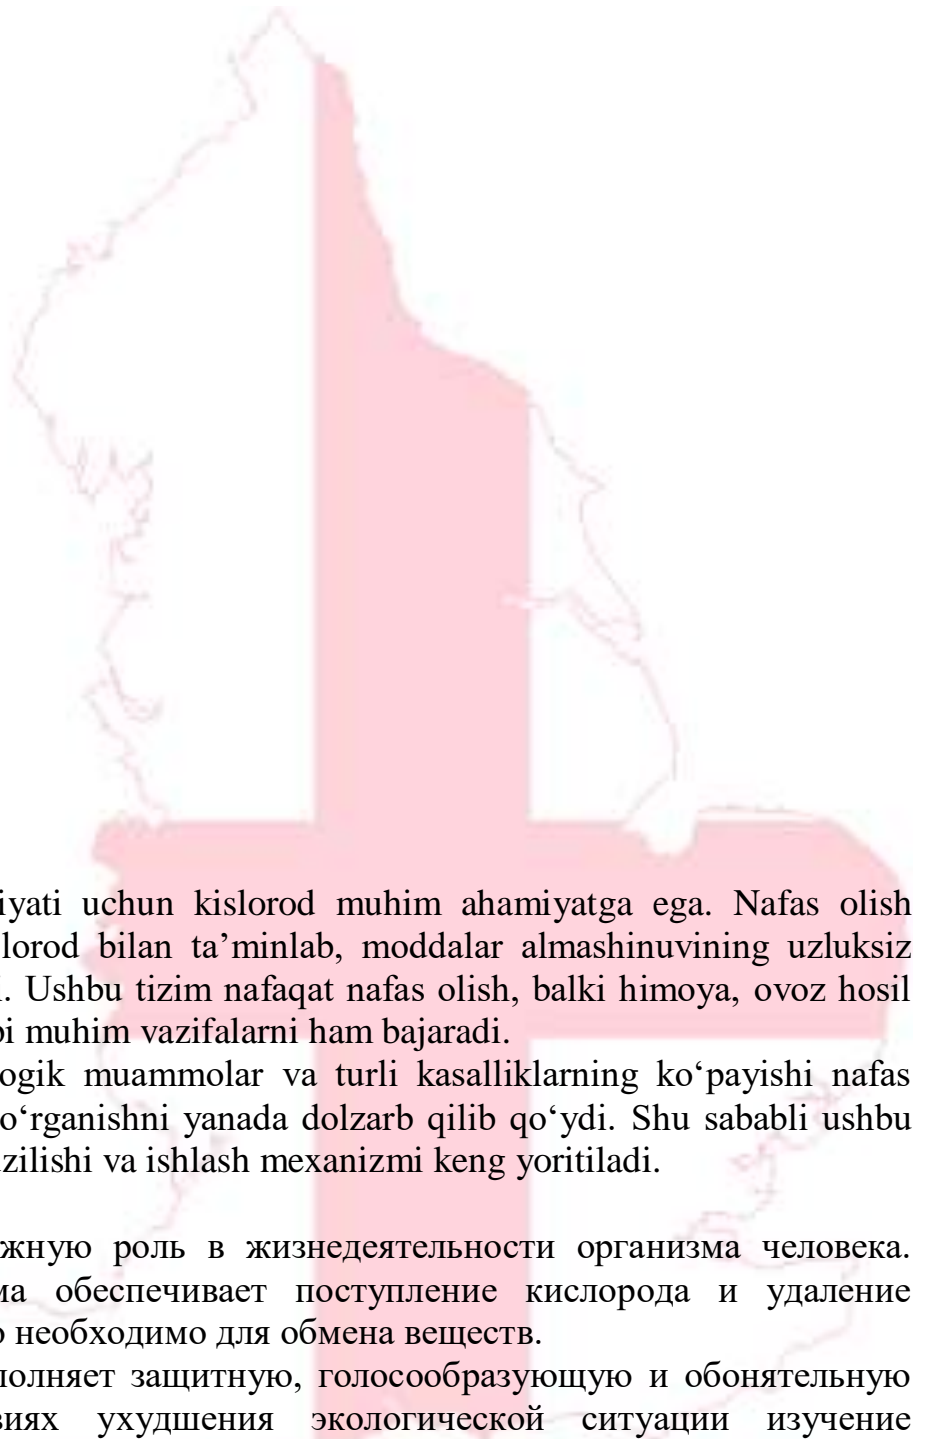 iyati uchun kislorod muhim ahamiyatga ega. Nafas olish
lorod bilan ta’minlab, moddalar almashinuvining uzluksiz
i. Ushbu tizim nafaqat nafas olish, balki himoya, ovoz hosil
bi muhim vazifalarni ham bajaradi.
ogik muammolar va turli kasalliklarning ko‘payishi nafas
o‘rganishni yanada dolzarb qilib qo‘ydi. Shu sababli ushbu
zilishi va ishlash mexanizmi keng yoritiladi.
жную роль в жизнедеятельности организма человека.
ма обеспечивает поступление кислорода и удаление
о необходимо для обмена веществ.
полняет защитную, голосообразующую и обонятельную
виях ухудшения экологической ситуации изучение